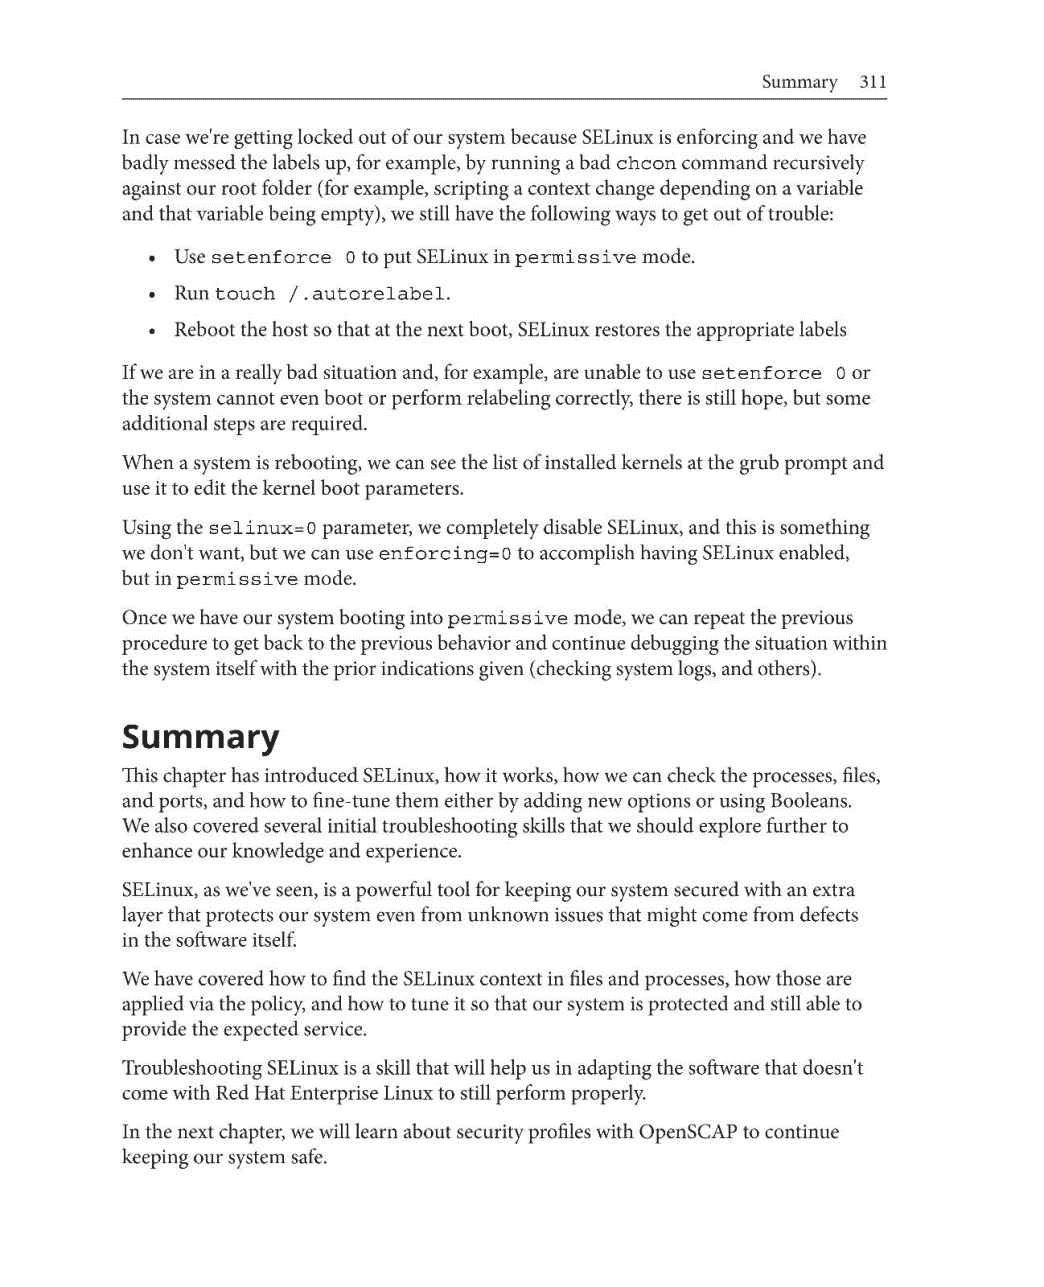 Summary 311
In case we're getting locked out of our system because SELinux is enforcing and we have
badly messed the labels up, for example, by running a bad chcon command recursively
against our root folder (for example, scripting a context change depending on a variable
and that variable being empty), we still have the following ways to get out of trouble:
• Use setenforce 0 to put SELinux in permissive mode.
• Run touch /.autorelabel.
• Reboot the host so that at the next boot, SELinux restores the appropriate labels
If we are in a really bad situation and, for example, are unable to use setenforce 0 or
the system cannot even boot or perform relabeling correctly, there is still hope, but some
additional steps are required.
When a system is rebooting, we can see the list of installed kernels at the grub prompt and
use it to edit the kernel boot parameters.
Using the selinux=0 parameter, we completely disable SELinux, and this is something
we don't want, but we can use enforcing=0 to accomplish having SELinux enabled,
but in permissive mode.
Once we have our system booting into permissive mode, we can repeat the previous
procedure to get back to the previous behavior and continue debugging the situation within
the system itself with the prior indications given (checking system logs, and others).
Summary
This chapter has introduced SELinux, how it works, how we can check the processes, files,
and ports, and how to fine-tune them either by adding new options or using Booleans.
We also covered several initial troubleshooting skills that we should explore further to
enhance our knowledge and experience.
SELinux, as we've seen, is a powerful tool for keeping our system secured with an extra
layer that protects our system even from unknown issues that might come from defects
in the software itself.
We have covered how to find the SELinux context in files and processes, how those are
applied via the policy, and how to tune it so that our system is protected and still able to
provide the expected service.
Troubleshooting SELinux is a skill that will help us in adapting the software that doesn't
come with Red Hat Enterprise Linux to still perform properly.
In the next chapter, we will learn about security profiles with OpenSCAP to continue
keeping our system safe.